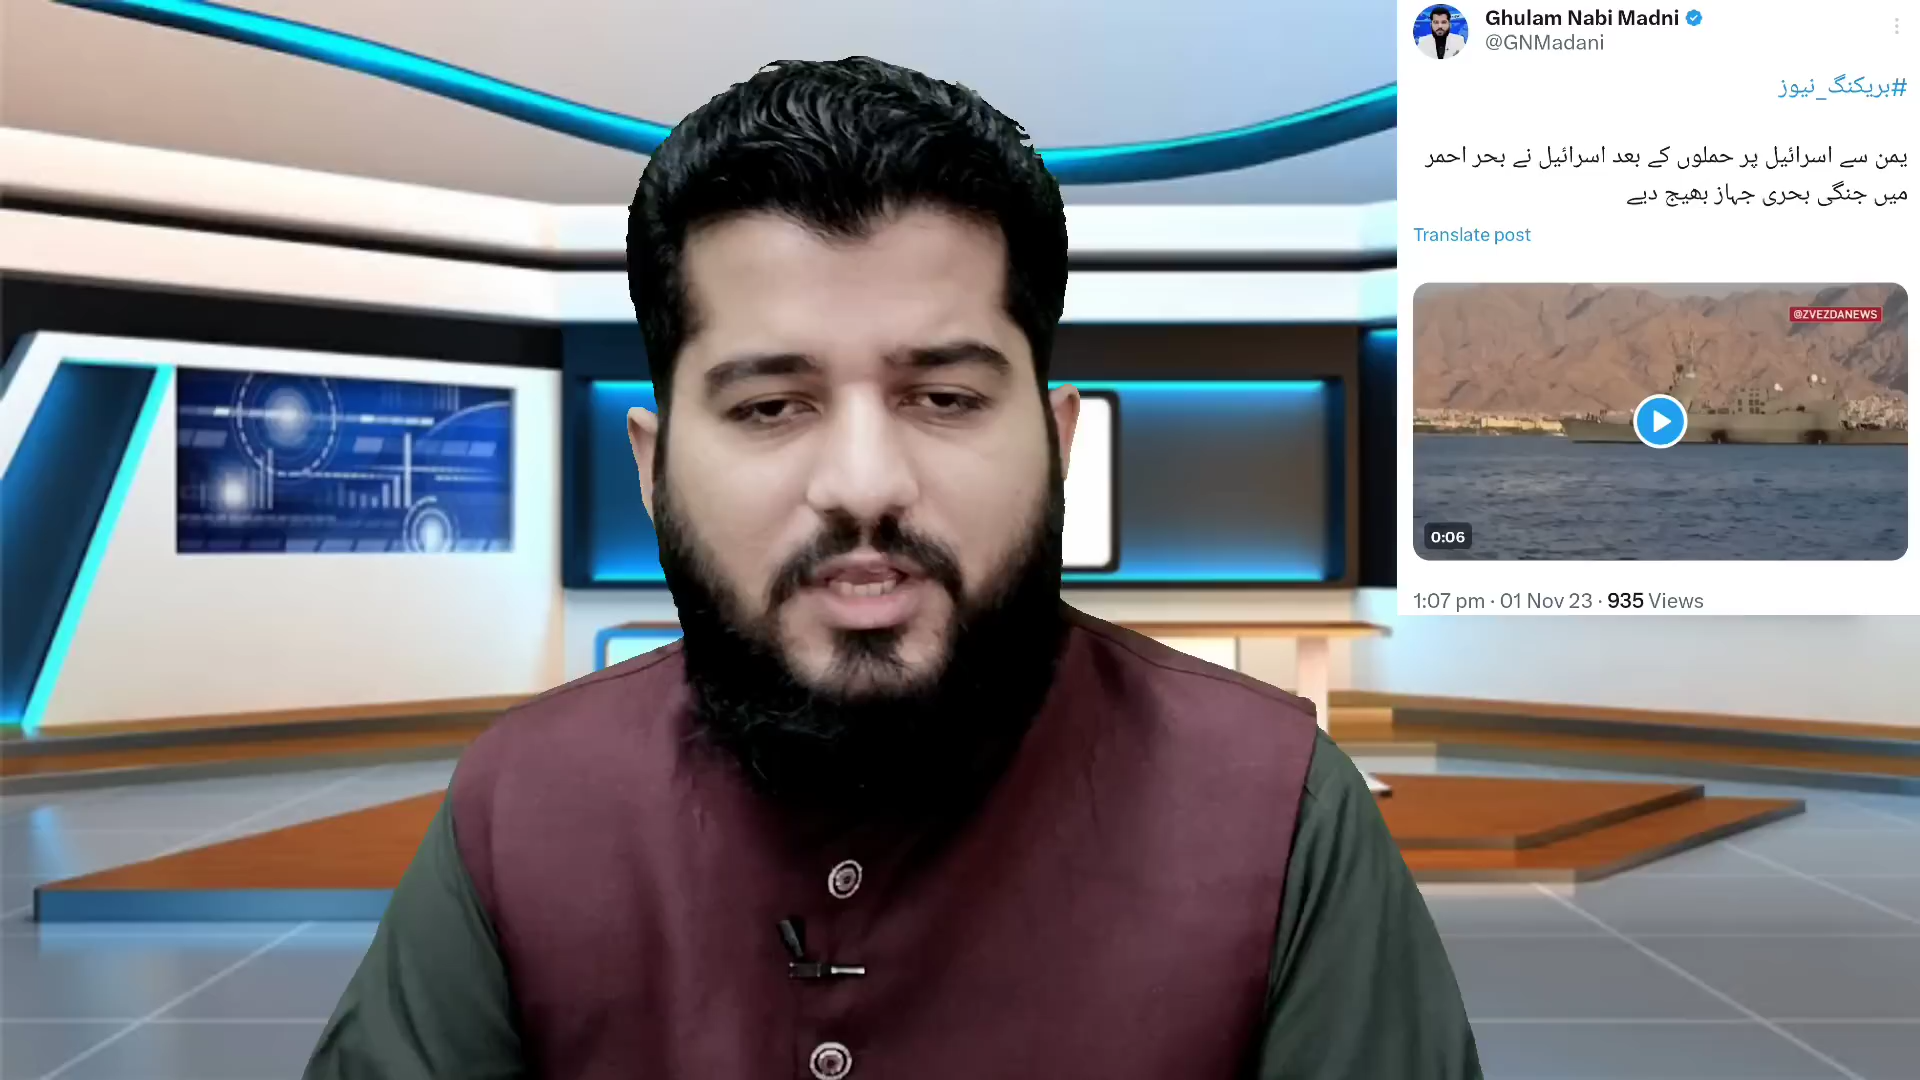 Ghulam Nabi Madni
@GNMadani
#بریکنگ_نیوز
یمن سے اسرائیل پر حملوں کے بعد اسرائیل نے بحر احمر
میں جنگی بحری جہاز بھیج دیے
Translate post
@ZVEZDANEWS
0:06
1:07 pm · 01 Nov 23 · 935 Views